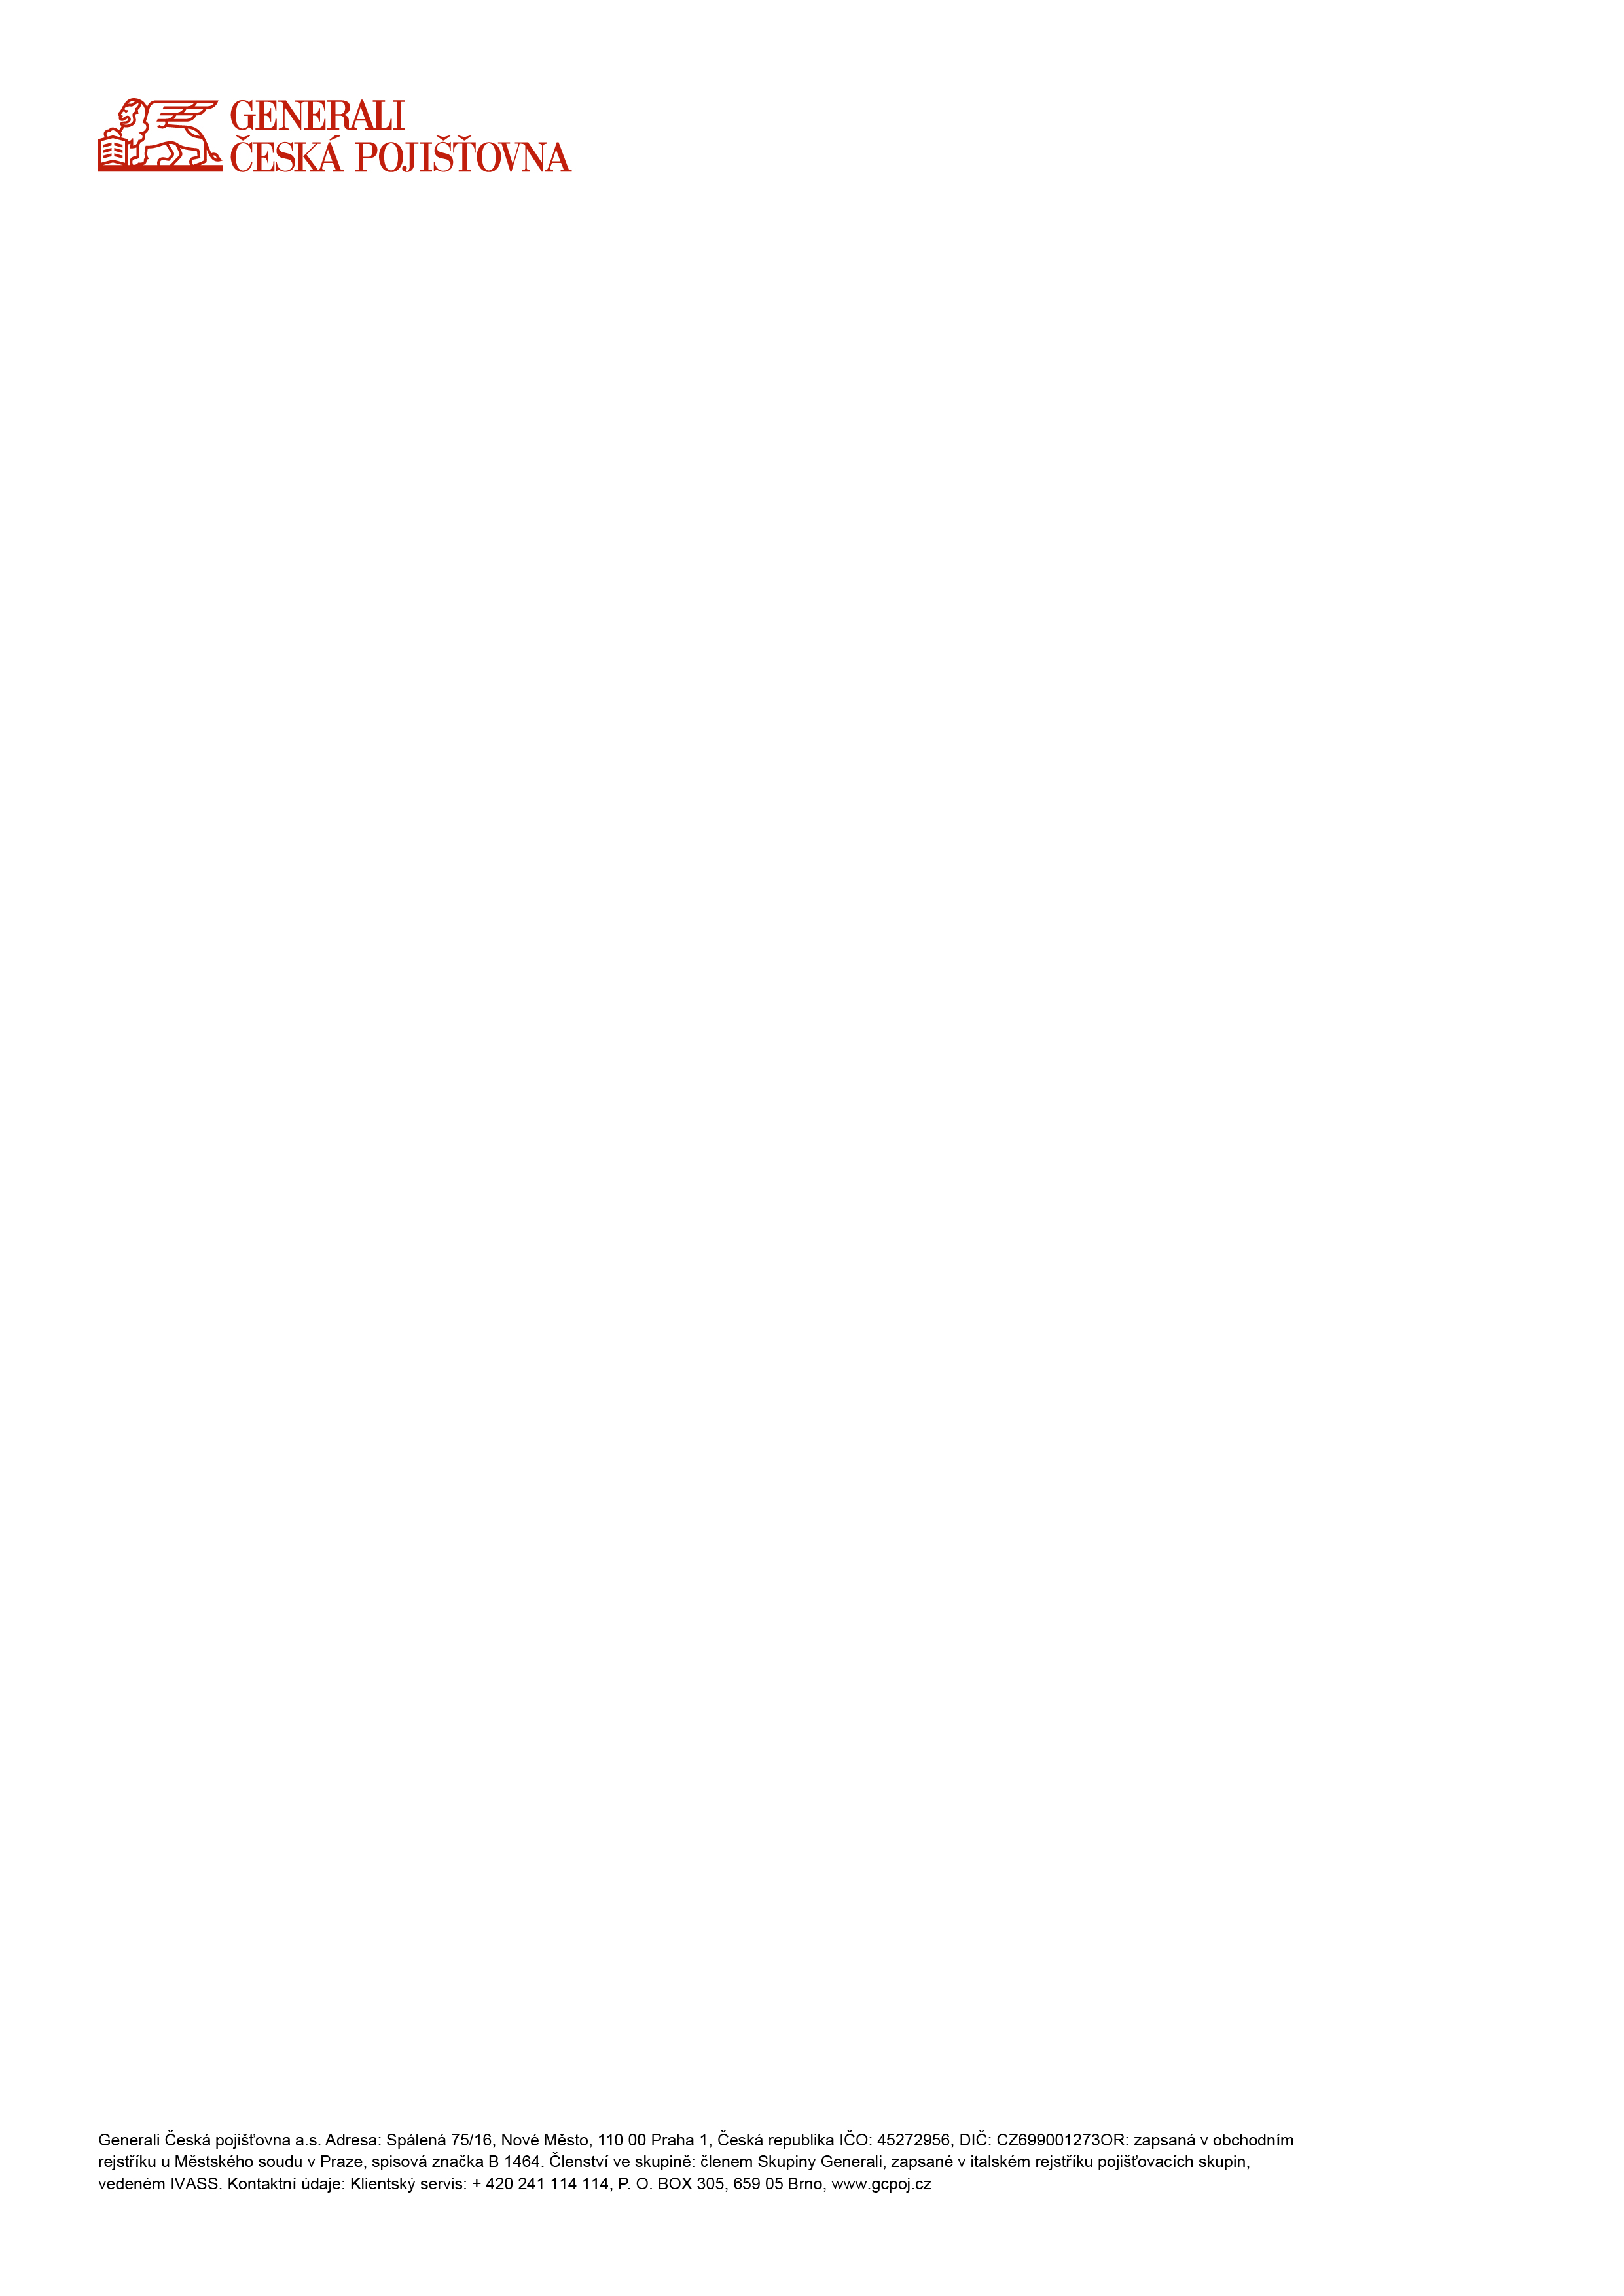 GENERALI
ČESKÁ POJIŠŤOVNA
Generali Česká pojišťovna a.s. Adresa: Spálená 75/16, Nové Město, 110 00 Praha 1, Česká republika IČO: 45272956, DIČ: CZ699001273OR: zapsaná v obchodním
rejstříku u Městského soudu v Praze, spisová značka B 1464. Členství ve skupině: členem Skupiny Generali, zapsané v italském rejstříku pojišťovacích skupin,
vedeném IVASS. Kontaktní údaje: Klientský servis: + 420 241 114 114, P. O. BOX 305, 659 05 Brno, www.gcpoj.cz